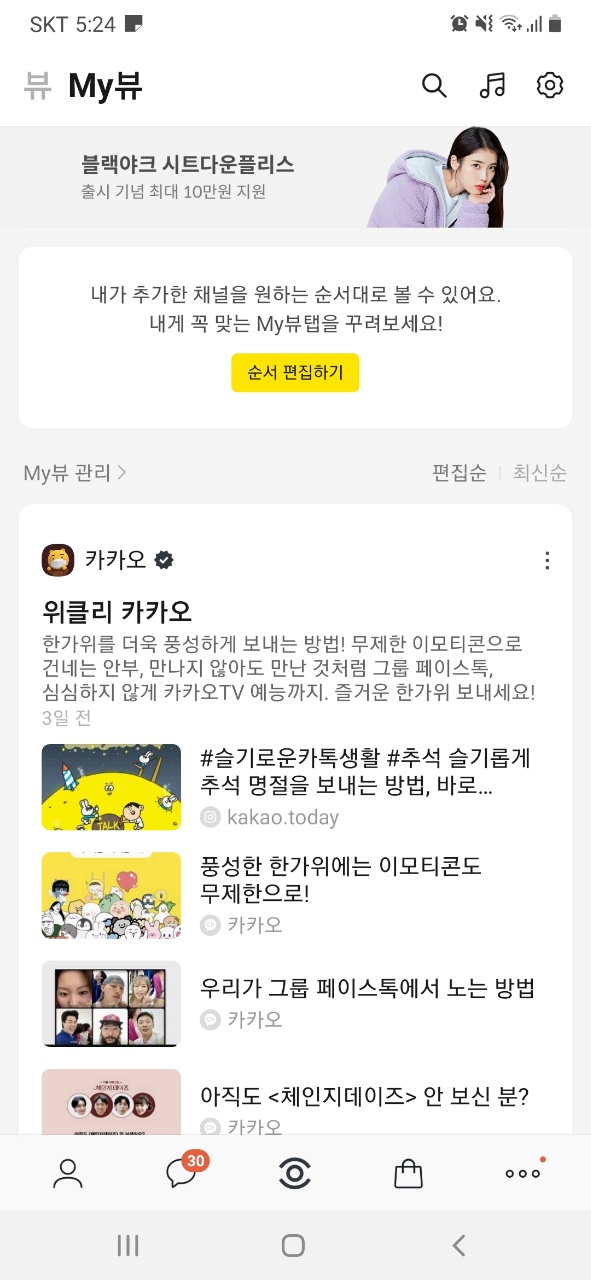 SKT 5:24
뷰 My뷰
블랙야크 시트다운플리스
출시 기념 최대 10만원 지원
내가 추가한 채널을 원하는 순서대로 볼 수 있어요.
내게 꼭 맞는 My뷰탭을 꾸려보세요!
순서 편집하기
My뷰 관리 >
편집순 | 최신순
카카오
위클리 카카오
한가위를 더욱 풍성하게 보내는 방법! 무제한 이모티콘으로
건네는 안부, 만나지 않아도 만난 것처럼 그룹 페이스톡,
심심하지 않게 카카오TV 예능까지. 즐거운 한가위 보내세요!
3일 전
TALK
#슬기로운카톡생활 #추석 슬기롭게
추석 명절을 보내는 방법, 바로...
kakao.today
풍성한 한가위에는 이모티콘도
무제한으로!
카카오
우리가 그룹 페이스톡에서 노는 방법
카카오
체인지데이즈
아직도 <체인지데이즈> 안 보신 분?
카카오
30